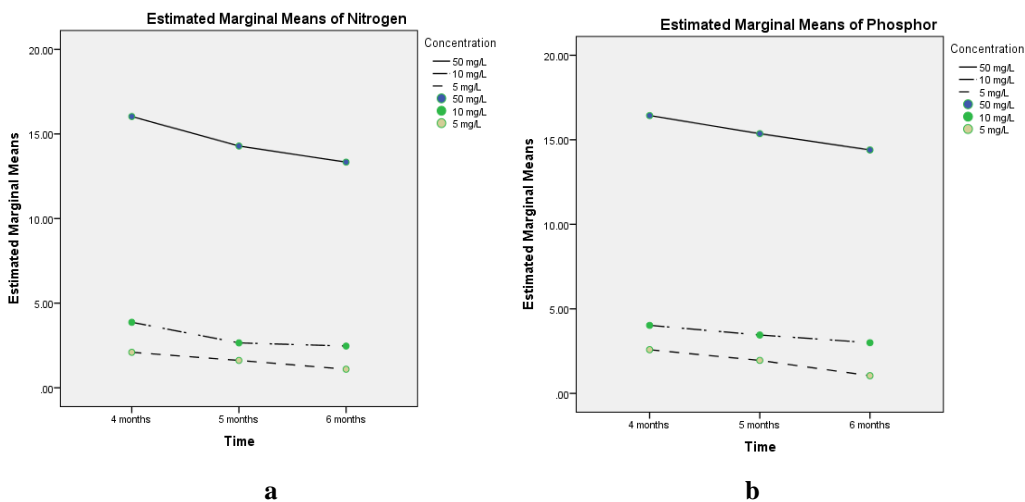 Estimated Marginal Means of Nitrogen
Concentration
50 mg/L
10 mg/L
5 mg/L
50 mg/L
10 mg/L
5 mg/L
Estimated Marginal Means
20.00
15.00
10.00
5.00
.00
4 months
5 months
6 months
Time
a
Estimated Marginal Means of Phosphor
Concentration
50 mg/L
10 mg/L
5 mg/L
50 mg/L
10 mg/L
5 mg/L
Estimated Marginal Means
20.00
15.00
10.00
5.00
.00
4 months
5 months
6 months
Time
b